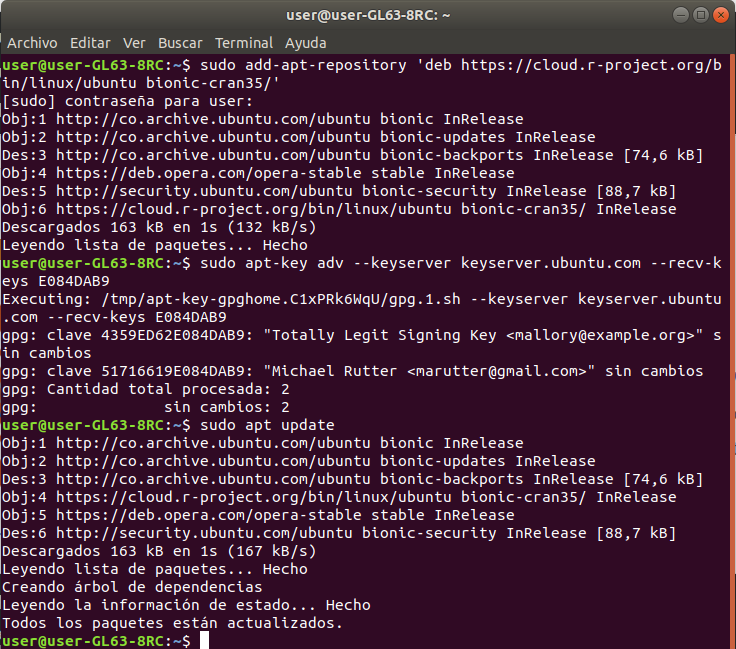 user@user-GL63-8RC: ~
Archivo Editar Ver Buscar Terminal Ayuda
user@user-GL63-8RC:~$ sudo add-apt-repository 'deb https://cloud.r-project.org/b
in/linux/ubuntu bionic-cran35/'
[sudo] contraseña para user:
Obj:1 http://co.archive.ubuntu.com/ubuntu bionic InRelease
Obj:2 http://co.archive.ubuntu.com/ubuntu bionic-updates InRelease
Des:3 http://co.archive.ubuntu.com/ubuntu bionic-backports InRelease [74,6 kB]
Obj:4 https://deb.opera.com/opera-stable stable InRelease
Des:5 http://security.ubuntu.com/ubuntu bionic-security InRelease [88,7 kB]
Obj:6 https://cloud.r-project.org/bin/linux/ubuntu bionic-cran35/ InRelease
Descargados 163 kB en 1s (132 kB/s)
Leyendo lista de paquetes... Hecho
user@user-GL63-8RC:~$ sudo apt-key adv --keyserver keyserver.ubuntu.com --recv-k
eys E084DAB9
Executing: /tmp/apt-key-gpghome.C1xPRk6WqU/gpg.1.sh --keyserver keyserver.ubuntu
.com --recv-keys E084DAB9
gpg: clave 4359ED62E084DAB9: "Totally Legit Signing Key <mallory@example.org>" s
in cambios
gpg: clave 51716619E084DAB9: "Michael Rutter <marutter@gmail.com>" sin cambios
gpg: Cantidad total procesada: 2
gpg:              sin cambios: 2
user@user-GL63-8RC:~$ sudo apt update
Obj:1 http://co.archive.ubuntu.com/ubuntu bionic InRelease
Obj:2 http://co.archive.ubuntu.com/ubuntu bionic-updates InRelease
Des:3 http://co.archive.ubuntu.com/ubuntu bionic-backports InRelease [74,6 kB]
Obj:4 https://cloud.r-project.org/bin/linux/ubuntu bionic-cran35/ InRelease
Obj:5 https://deb.opera.com/opera-stable stable InRelease
Des:6 http://security.ubuntu.com/ubuntu bionic-security InRelease [88,7 kB]
Descargados 163 kB en 1s (167 kB/s)
Leyendo lista de paquetes... Hecho
Creando árbol de dependencias
Leyendo la información de estado... Hecho
Todos los paquetes están actualizados.
user@user-GL63-8RC:~$